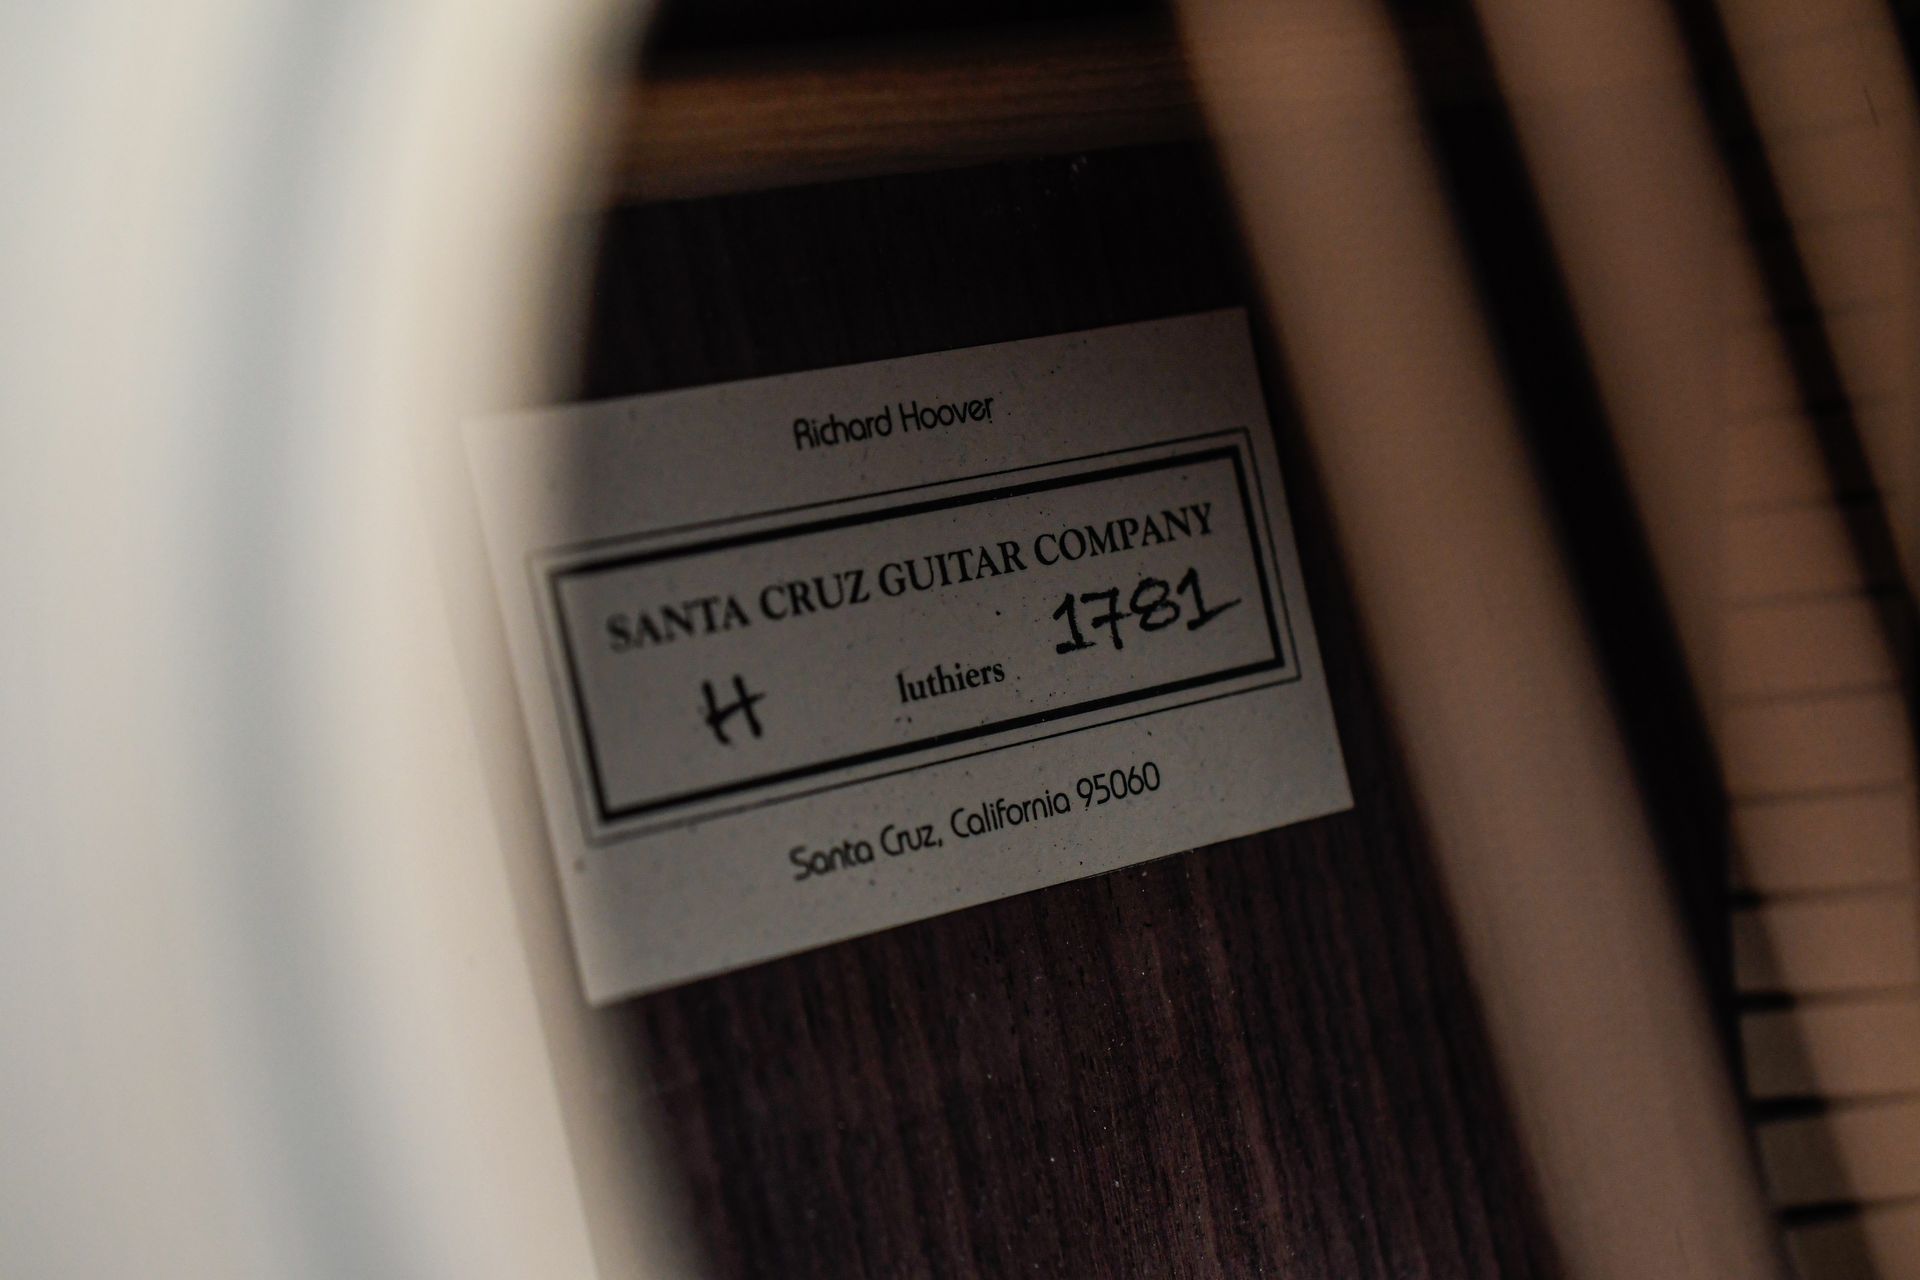 Richard Hoover
SANTA CRUZ GUITAR COMPANY
H luthiers 1781
Santa Cruz, California 95060